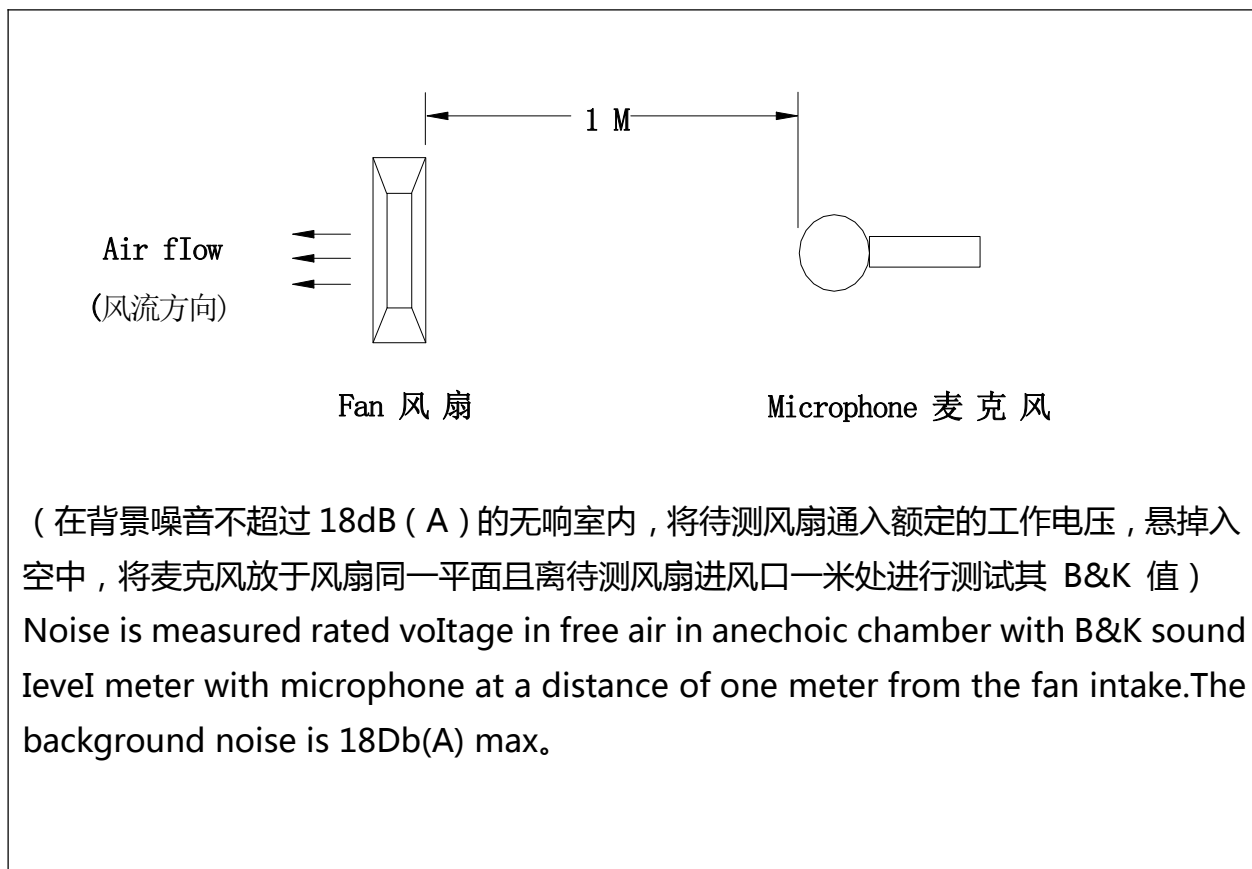 1 M
Air fIow
(风流方向)
Fan 风 扇
Microphone 麦 克 风
（在背景噪音不超过 18dB（A）的无响室内，将待测风扇通入额定的工作电压，悬掉入
空中，将麦克风放于风扇同一平面且离待测风扇进风口一米处进行测试其 B&K 值）
Noise is measured rated voItage in free air in anechoic chamber with B&K sound
IeveI meter with microphone at a distance of one meter from the fan intake.The
background noise is 18Db(A) max。